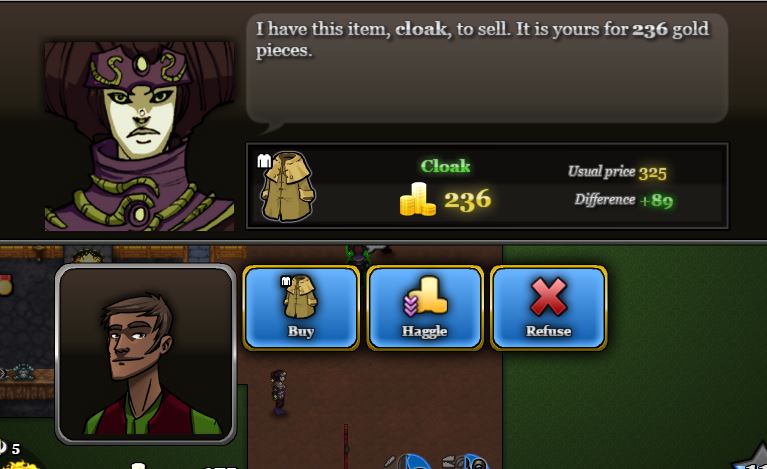 I have this item, cloak, to sell. It is yours for 236 gold
pieces.
Cloak
236
Usual price 325
Difference +89
Buy
Haggle
Refuse
5